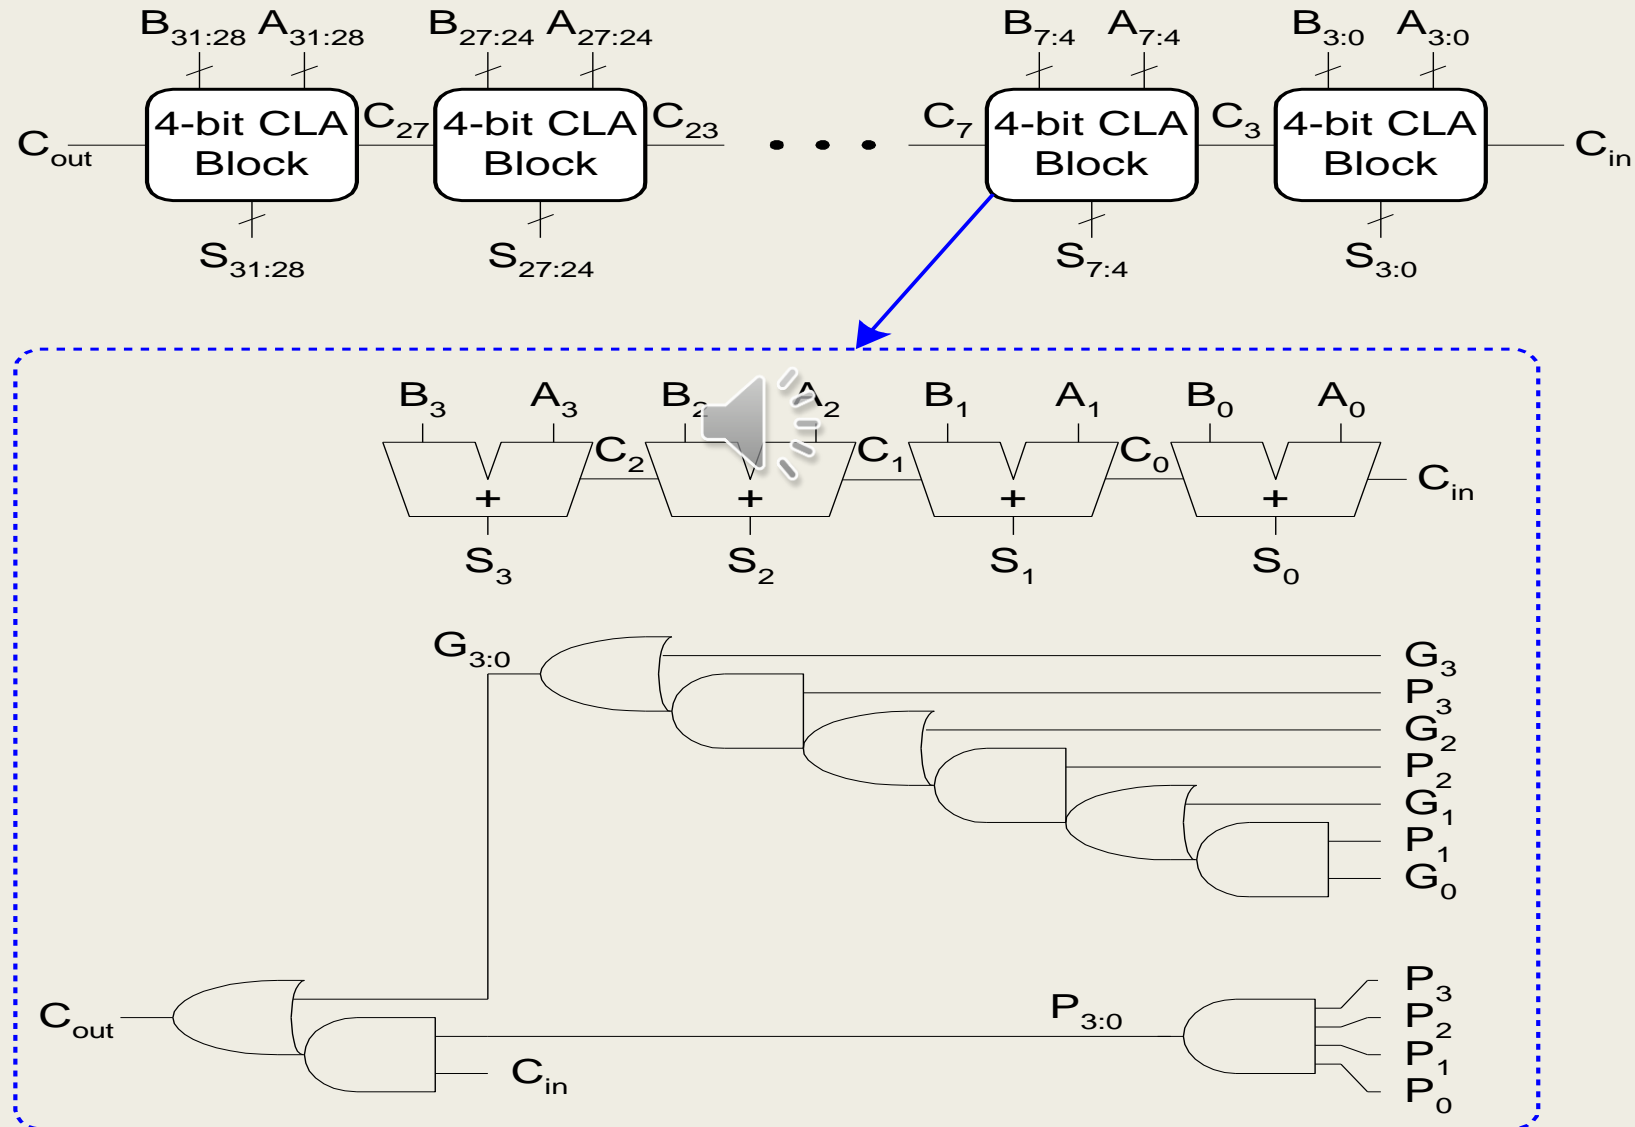 B31:28 A31:28 B27:24 A27:24 B7:4 A7:4 B3:0 A3:0
Cout 4-bit CLA Block C27 4-bit CLA Block C23 C7 4-bit CLA Block C3 4-bit CLA Block Cin
S31:28 S27:24 S7:4 S3:0
B3 A3 B2 A2 B1 A1 B0 A0
C2 C1 C0
+ + + + Cin
S3 S2 S1 S0
G3:0 G3
P3
G2
P2
G1
P1
G0
P3
Cout P3:0 P2
P1
Cin P0